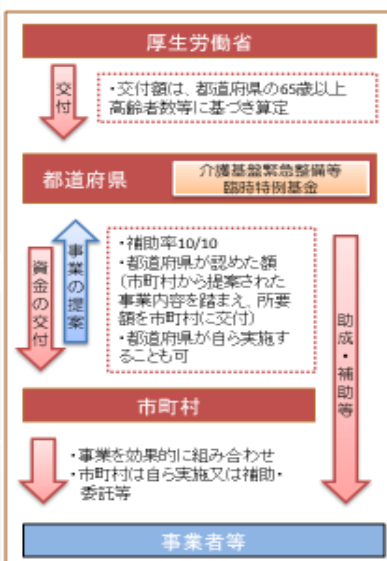 厚生労働省
交付
・交付額は、都道府県の65歳以上
高齢者数等に基づき算定
都道府県
介護基盤緊急整備等
臨時特例基金
資金の交付
事業の提案
・補助率10/10
・都道府県が認めた額
(市町村から提案された
事業内容を踏まえ、所要
額を市町村に交付)
・都道府県が自ら実施す
ることも可
助成・補助等
市町村
・事業を効果的に組み合わせ
・市町村は自ら実施又は補助・
委託等
事業者等